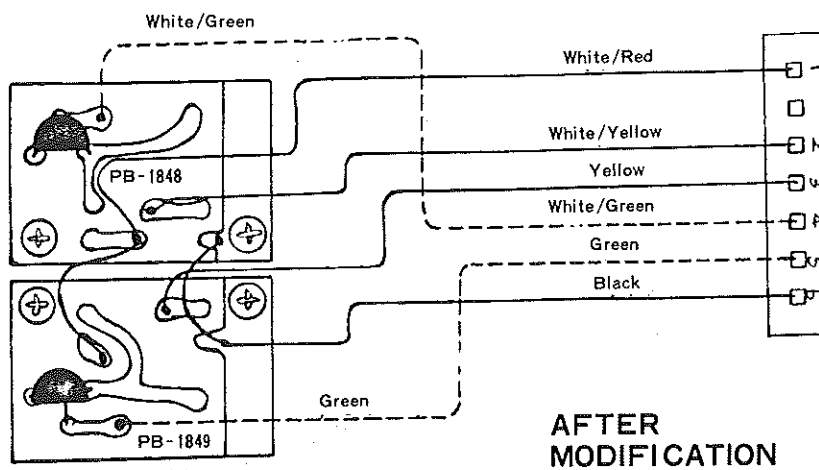 White/Green
White/Red
White/Yellow
Yellow
White/Green
Green
Black
PB-1848
Green
PB-1849
AFTER
MODIFICATION